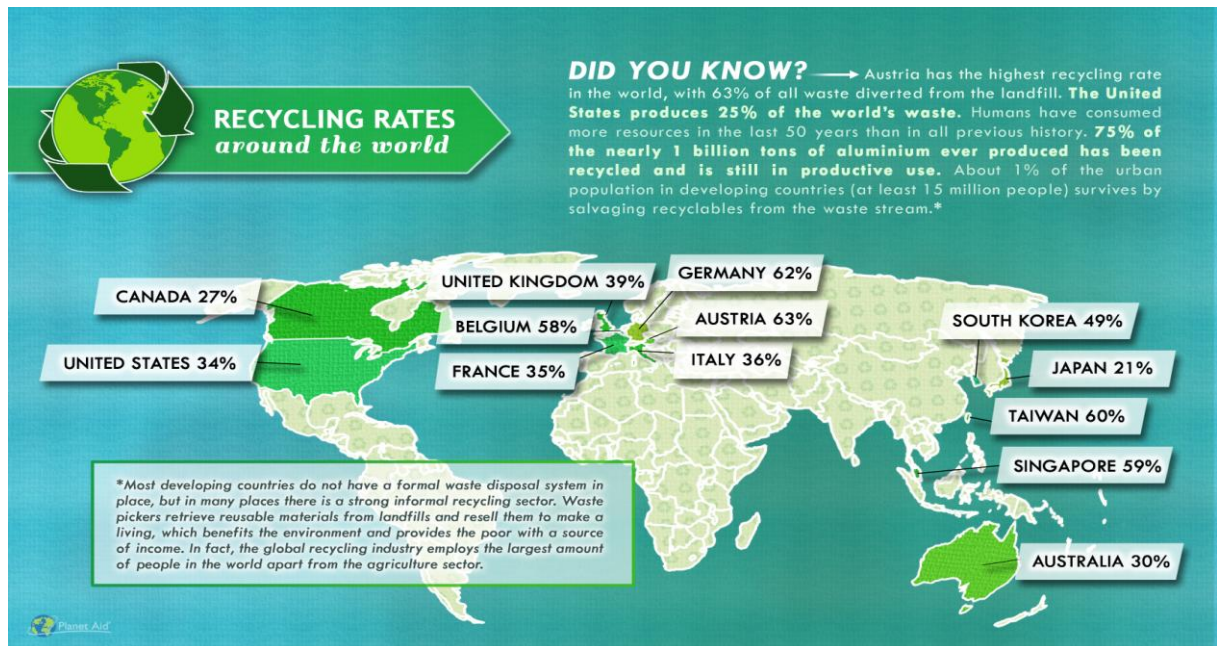 RECYCLING RATES
around the world
DID YOU KNOW? Austria has the highest recycling rate
in the world, with 63% of all waste diverted from the landfill. The United
States produces 25% of the world's waste. Humans have consumed
more resources in the last 50 years than in all previous history. 75% of
the nearly 1 billion tons of aluminium ever produced has been
recycled and is still in productive use. About 1% of the urban
population in developing countries (at least 15 million people) survives by
salvaging recyclables from the waste stream.*
CANADA 27%
UNITED STATES 34%
UNITED KINGDOM 39%
BELGIUM 58%
FRANCE 35%
GERMANY 62%
AUSTRIA 63%
ITALY 36%
SOUTH KOREA 49%
JAPAN 21%
TAIWAN 60%
SINGAPORE 59%
AUSTRALIA 30%
*Most developing countries do not have a formal waste disposal system in
place, but in many places there is a strong informal recycling sector. Waste
pickers retrieve reusable materials from landfills and resell them to make a
living, which benefits the environment and provides the poor with a source
of income. In fact, the global recycling industry employs the largest amount
of people in the world apart from the agriculture sector.
Planet Aid